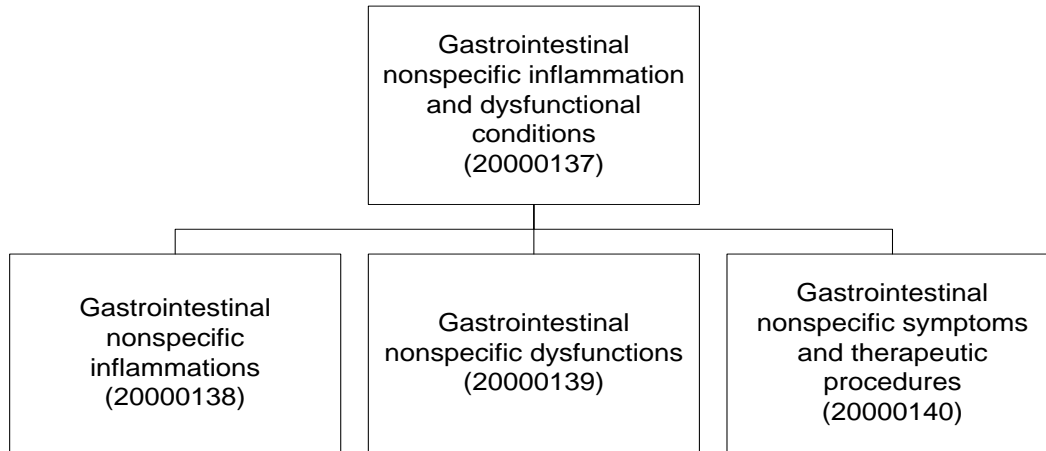 Gastrointestinal
nonspecific inflammation
and dysfunctional
conditions
(20000137)
Gastrointestinal
nonspecific
inflammations
(20000138)
Gastrointestinal
nonspecific dysfunctions
(20000139)
Gastrointestinal
nonspecific symptoms
and therapeutic
procedures
(20000140)